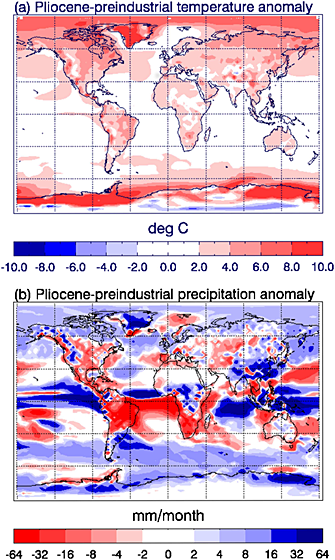 (a) Pliocene-preindustrial temperature anomaly
deg C
-10.0 -8.0 -6.0 -4.0 -2.0 0.0 2.0 4.0 6.0 8.0 10.0
(b) Pliocene-preindustrial precipitation anomaly
mm/month
-64 -32 -16 -8 -4 -2 0 2 4 8 16 32 64